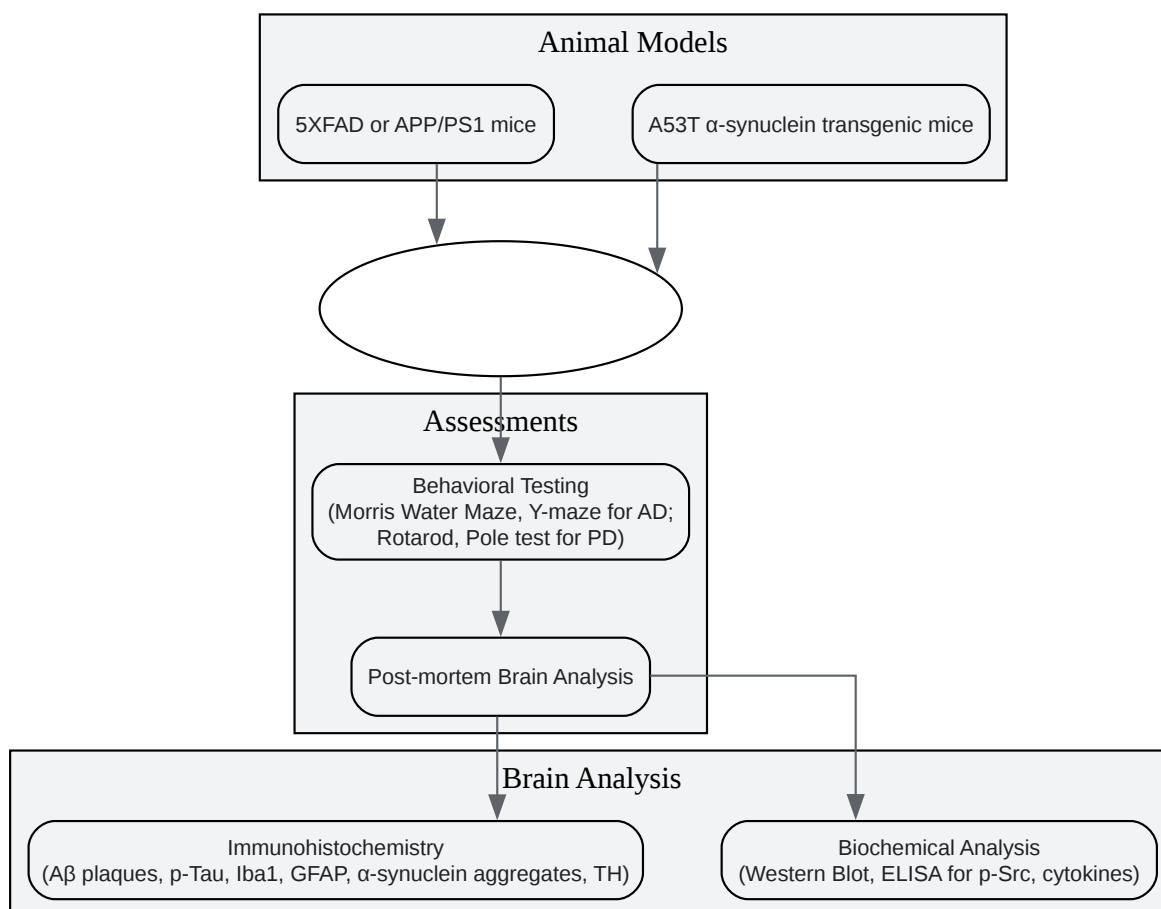 Animal Models
5XFAD or APP/PS1 mice
A53T α-synuclein transgenic mice
Assessments
Behavioral Testing
(Morris Water Maze, Y-maze for AD;
Rotarod, Pole test for PD)
Post-mortem Brain Analysis
Brain Analysis
Immunohistochemistry
(Aβ plaques, p-Tau, Iba1, GFAP, α-synuclein aggregates, TH)
Biochemical Analysis
(Western Blot, ELISA for p-Src, cytokines)